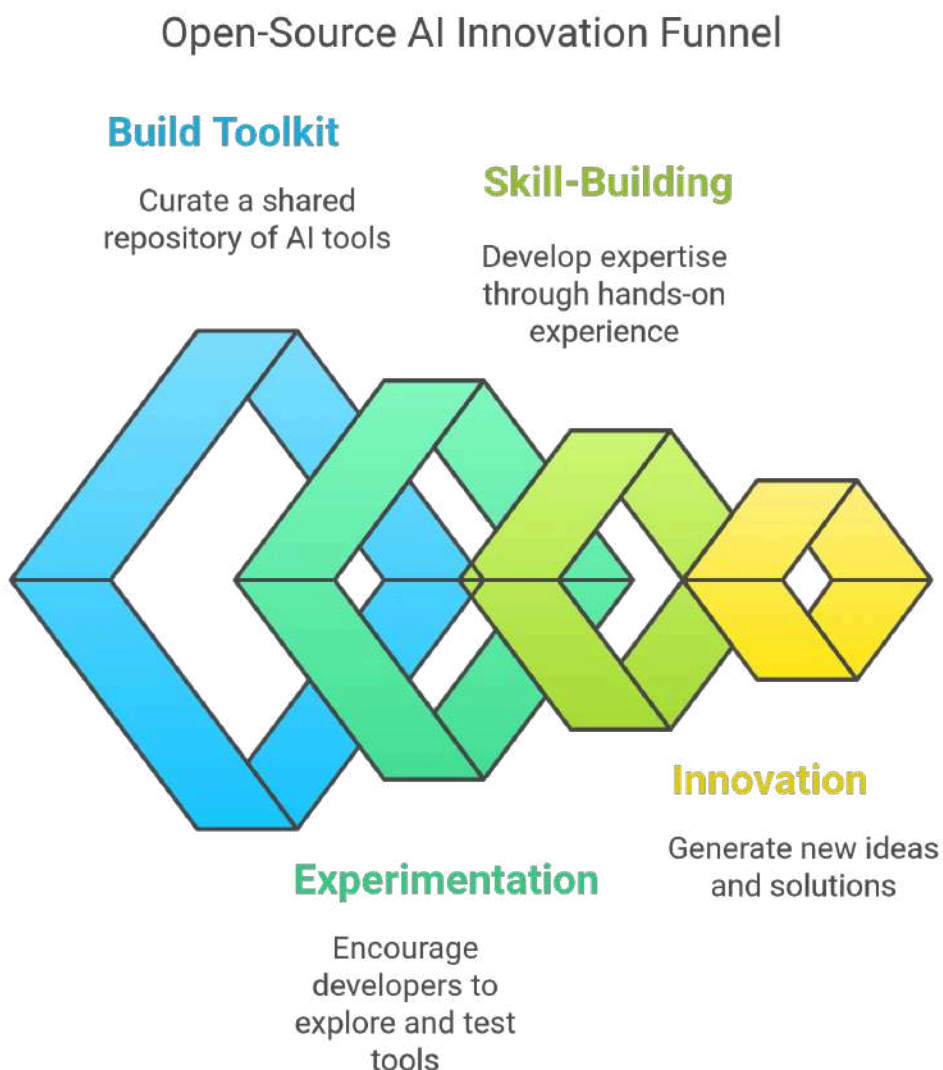 Open-Source AI Innovation Funnel
Build Toolkit
Curate a shared
repository of AI tools
Skill-Building
Develop expertise
through hands-on
experience
Experimentation
Encourage
developers to
explore and test
tools
Innovation
Generate new ideas
and solutions